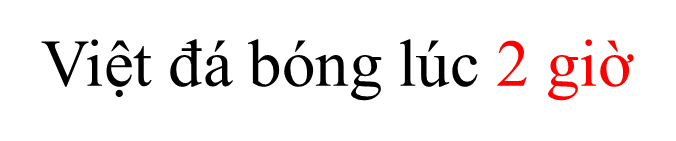 Việt đá bóng lúc 2 giờ